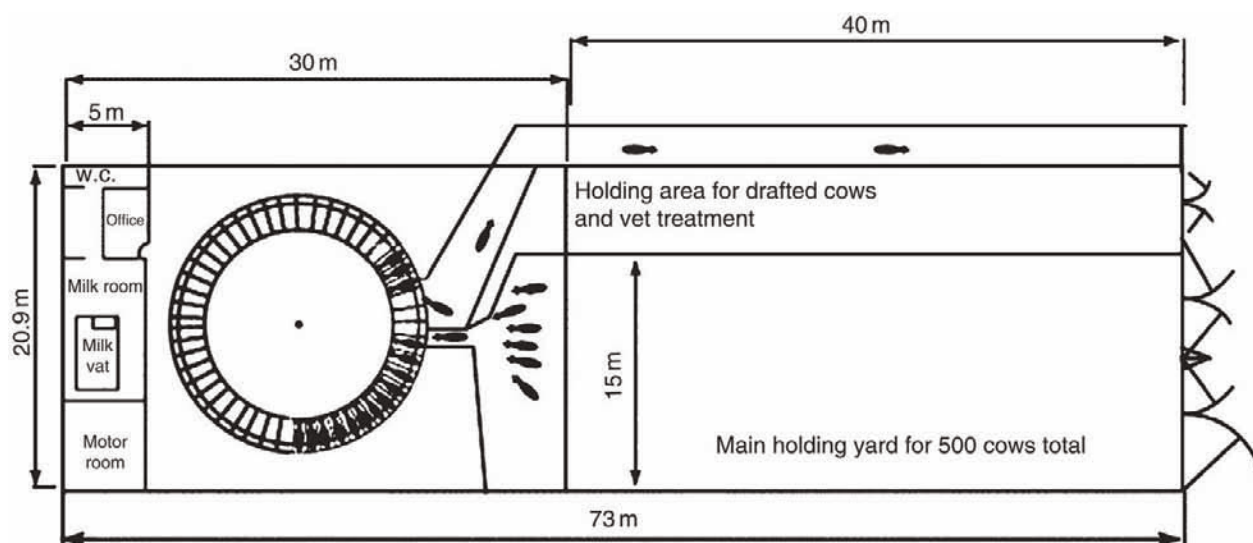 40 m
30 m
5 m
w.c.
Office
Holding area for drafted cows
and vet treatment
Milk room
20.9 m
Milk
vat
15 m
Motor
room
Main holding yard for 500 cows total
73 m